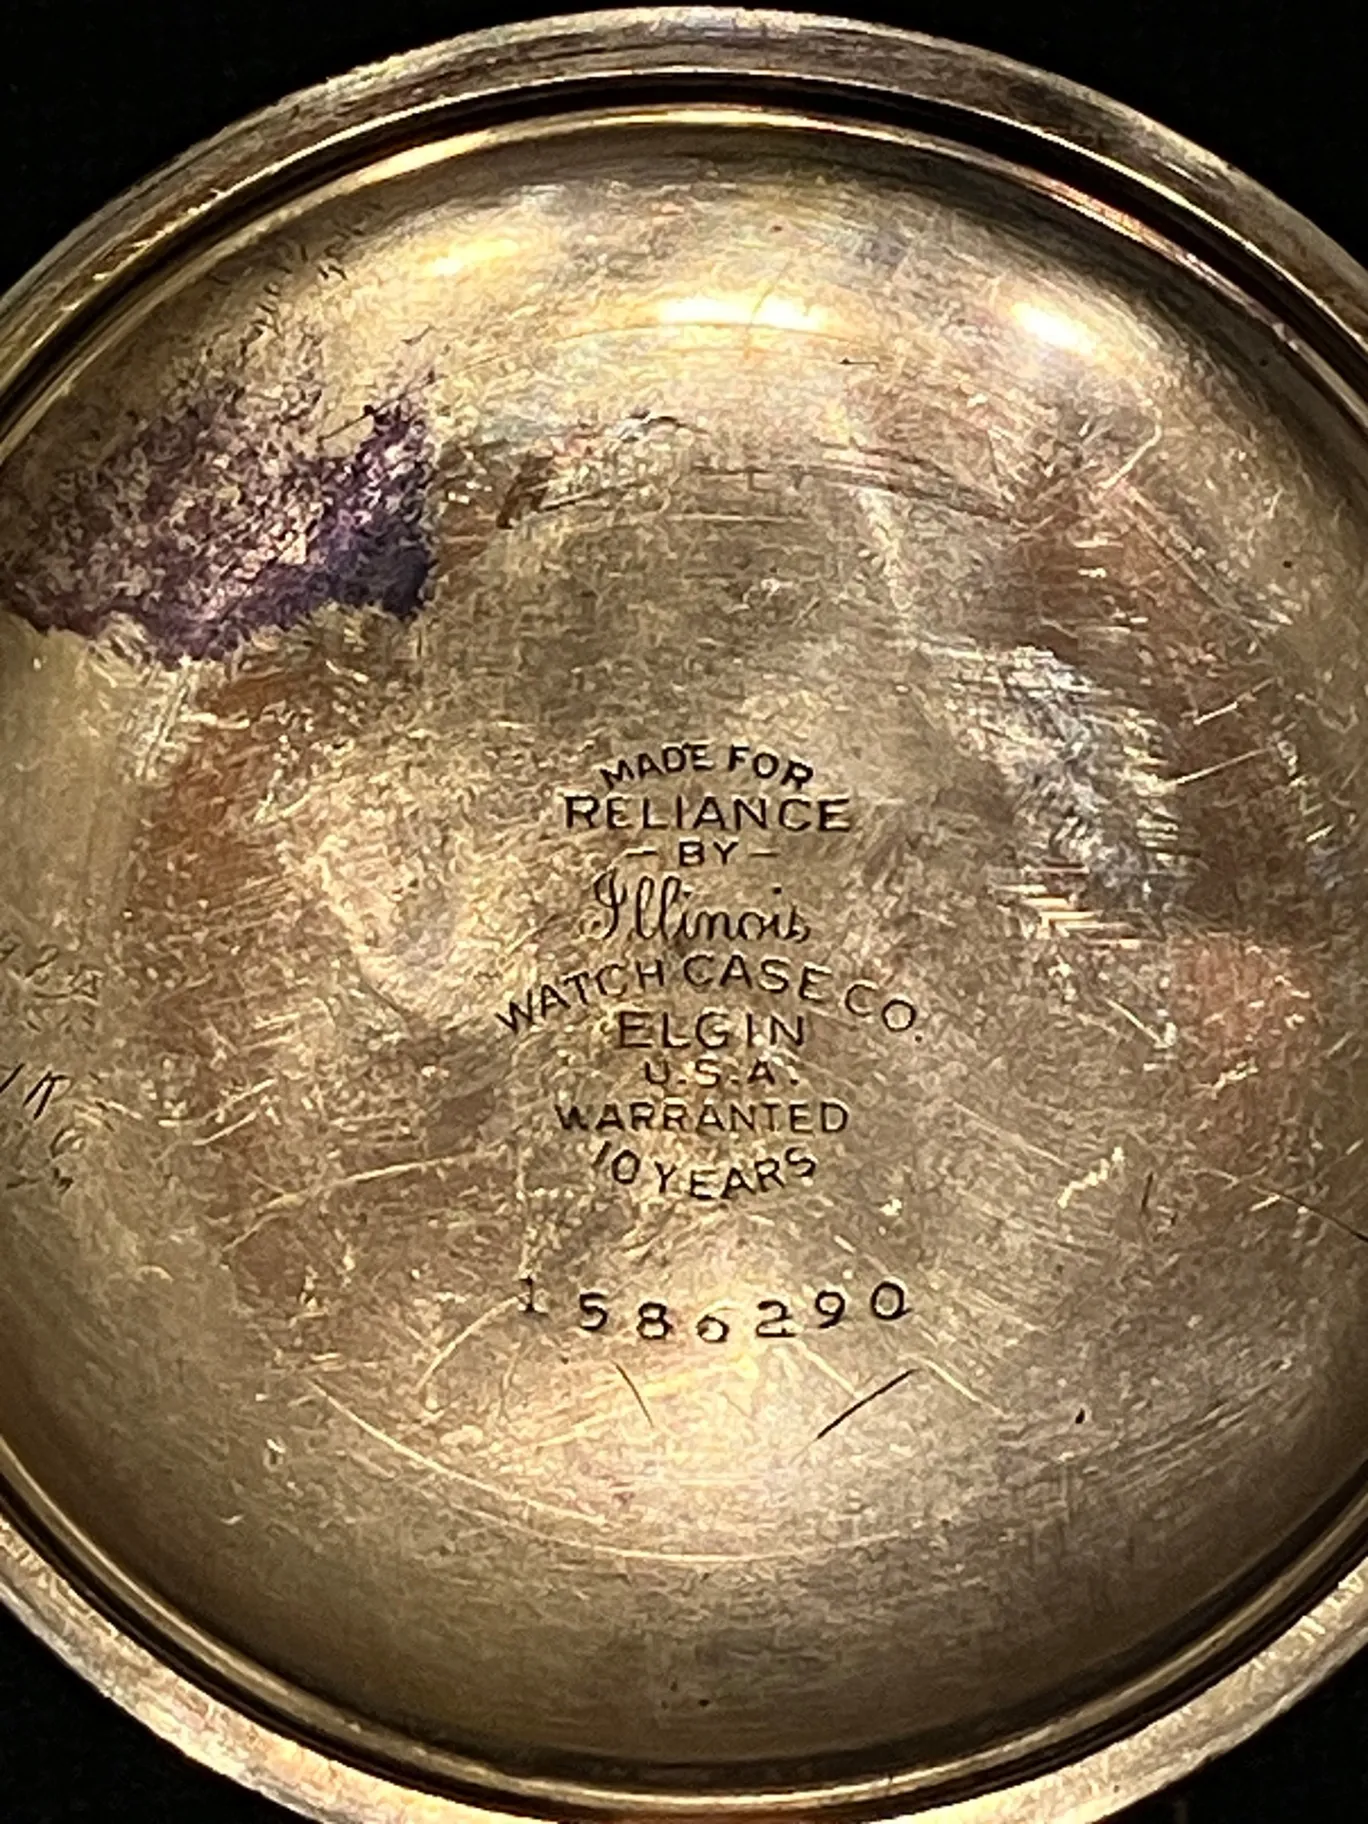 MADE FOR
RELIANCE
- BY -
Illinois
WATCH CASE CO.
ELGIN
U.S.A.
WARRANTED
10 YEARS
1586290